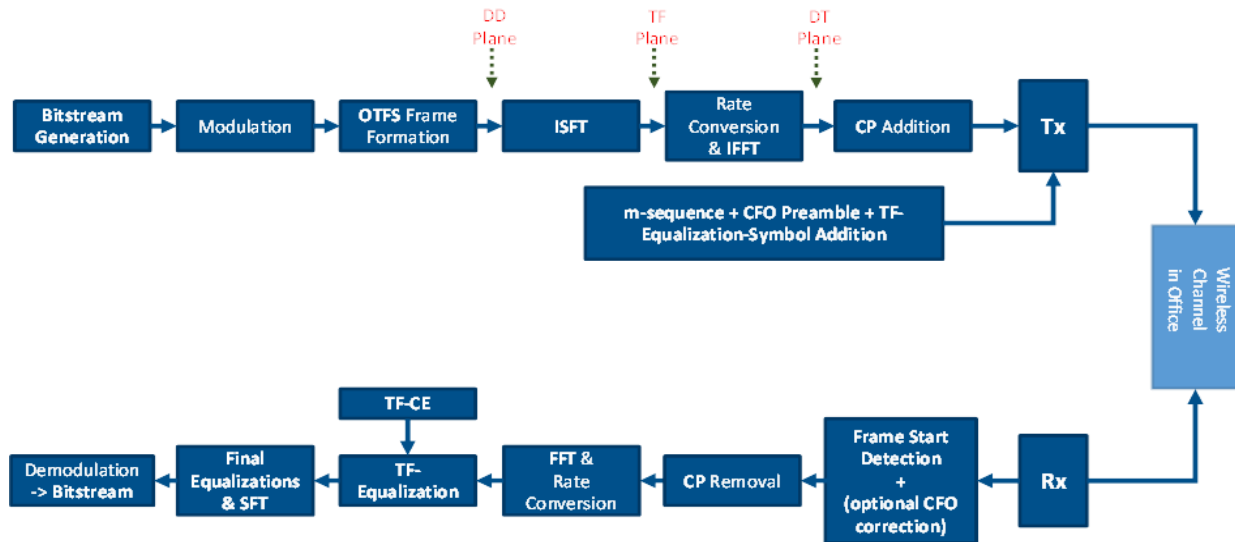 DD
Plane
TF
Plane
DT
Plane
Bitstream
Generation
Modulation
OTFS Frame
Formation
ISFT
Rate
Conversion
& IFFT
CP Addition
Tx
m-sequence + CFO Preamble + TF-
Equalization-Symbol Addition
Wireless
Channel
in Office
TF-CE
Demodulation
-> Bitstream
Final
Equalizations
& SFT
TF-
Equalization
FFT &
Rate
Conversion
CP Removal
Frame Start
Detection
+
(optional CFO
correction)
Rx